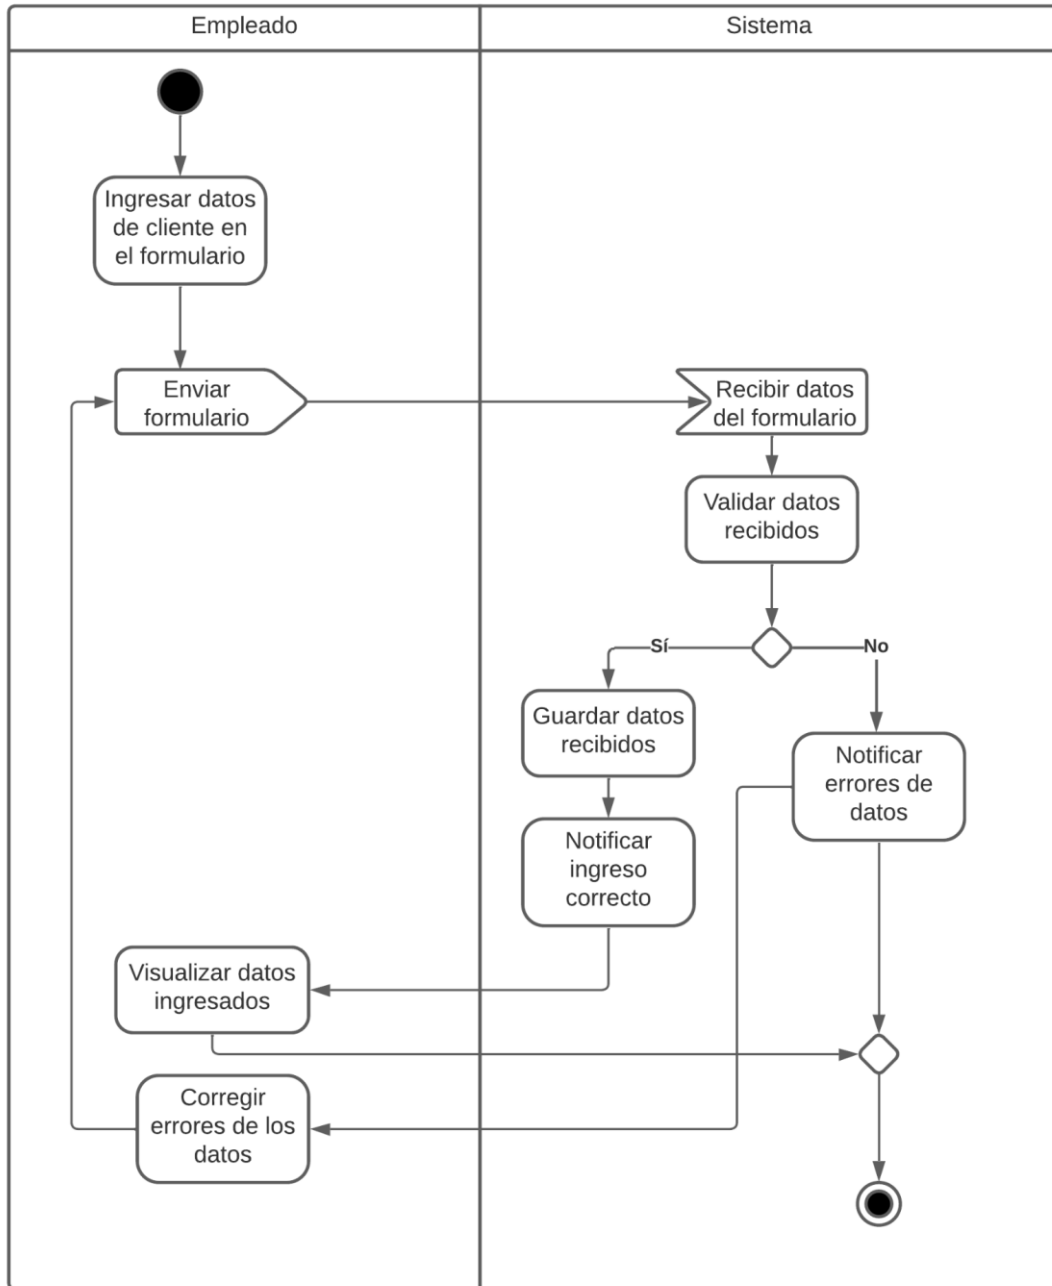 Empleado
Sistema
Ingresar datos
de cliente en
el formulario
Enviar
formulario
Recibir datos
del formulario
Validar datos
recibidos
Sí
No
Guardar datos
recibidos
Notificar
errores de
datos
Notificar
ingreso
correcto
Visualizar datos
ingresados
Corregir
errores de los
datos